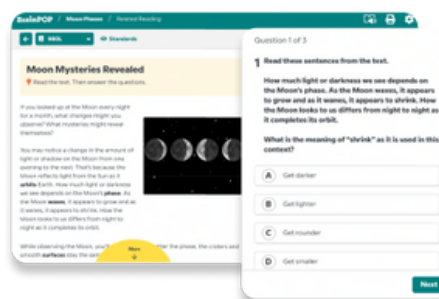 BrainPOP / Moon Phases / Related Reading
Standards
Moon Mysteries Revealed
Read the text. Then answer the questions.
If you looked up at the Moon every night
for a month, what changes might you
observe? What mysteries might reveal
themselves?
You may notice a change in the amount of
light or shadow on the Moon from one
evening to the next. That's because the
Moon reflects light from the Sun as it
orbits Earth. How much light or darkness
we see depends on the Moon's phase. As
the Moon waxes, it appears to grow and as
it wanes, it appears to shrink. How the
Moon looks to us differs from night to
night as it completes its orbit.
While observing the Moon, you'll
ter the phase, the craters and
smooth surfaces stay the
More
Question 1 of 3
1 Read these sentences from the text.
How much light or darkness we see depends on
the Moon's phase. As the Moon waxes, it appears
to grow and as it wanes, it appears to shrink. How
the Moon looks to us differs from night to night as
it completes its orbit.
What is the meaning of "shrink" as it is used in this
context?
A Get darker
B Get lighter
C Get rounder
D Get smaller
Next